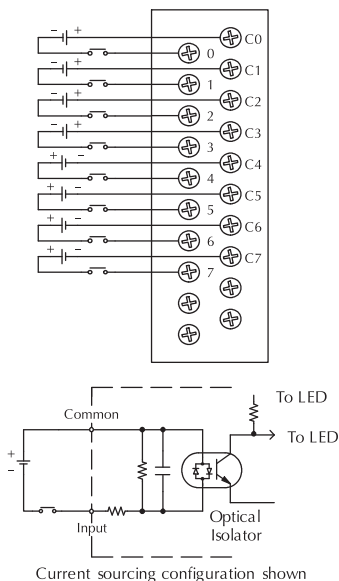 − + C0
0
− + C1
1
− + C2
2
− + C3
3
+ − C4
4
+ − C5
5
+ − C6
6
+ − C7
7
To LED
Common
To LED
+
−
Optical
Isolator
Input
Current sourcing configuration shown